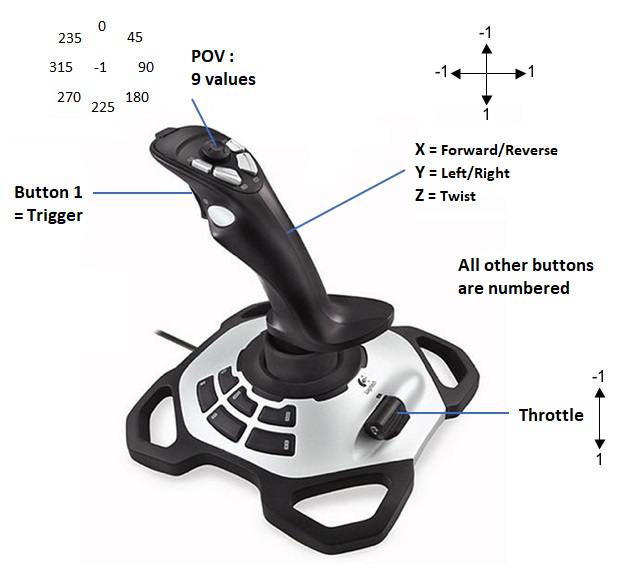 0
235
45
315
-1
90
270
180
225
POV :
9 values
-1
-1
1
1
X = Forward/Reverse
Y = Left/Right
Z = Twist
Button 1
= Trigger
All other buttons
are numbered
Logitech
-1
Throttle
1